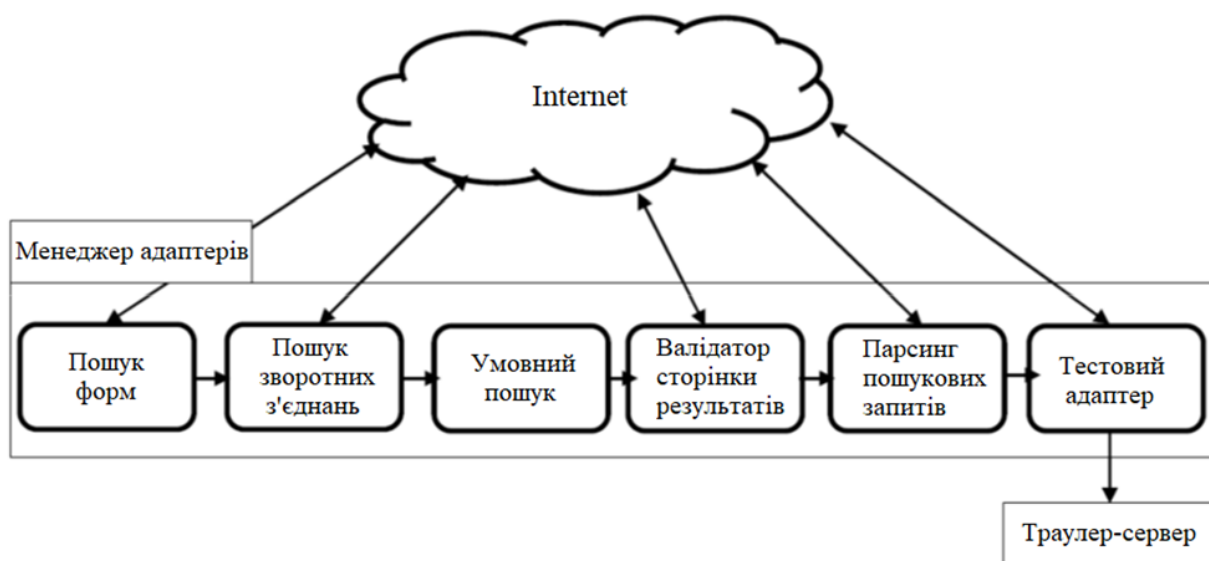 Internet
Менеджер адаптерів
Пошук
форм
Пошук
зворотних
з'єднань
Умовний
пошук
Валідатор
сторінки
результатів
Парсинг
пошукових
запитів
Тестовий
адаптер
Траулер-сервер